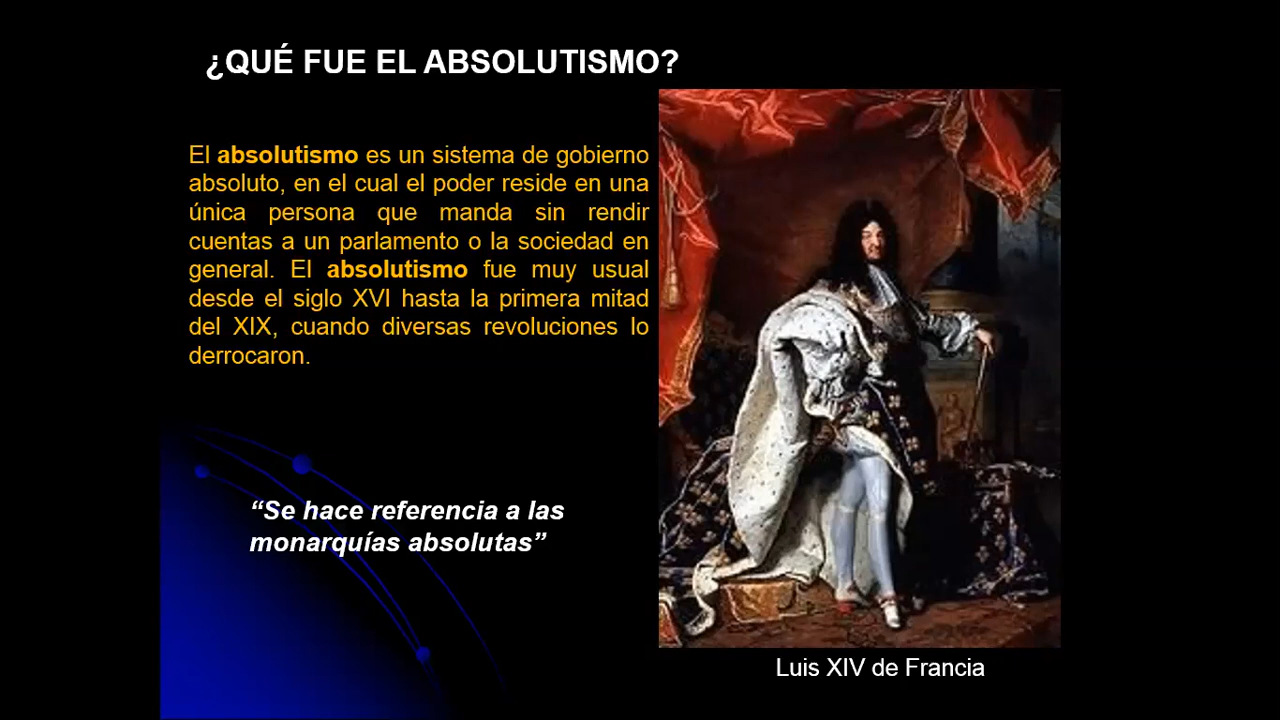 ¿QUÉ FUE EL ABSOLUTISMO?
El absolutismo es un sistema de gobierno
absoluto, en el cual el poder reside en una
única persona que manda sin rendir
cuentas a un parlamento o la sociedad en
general. El absolutismo fue muy usual
desde el siglo XVI hasta la primera mitad
del XIX, cuando diversas revoluciones lo
derrocaron.
“Se hace referencia a las
monarquías absolutas”
Luis XIV de Francia